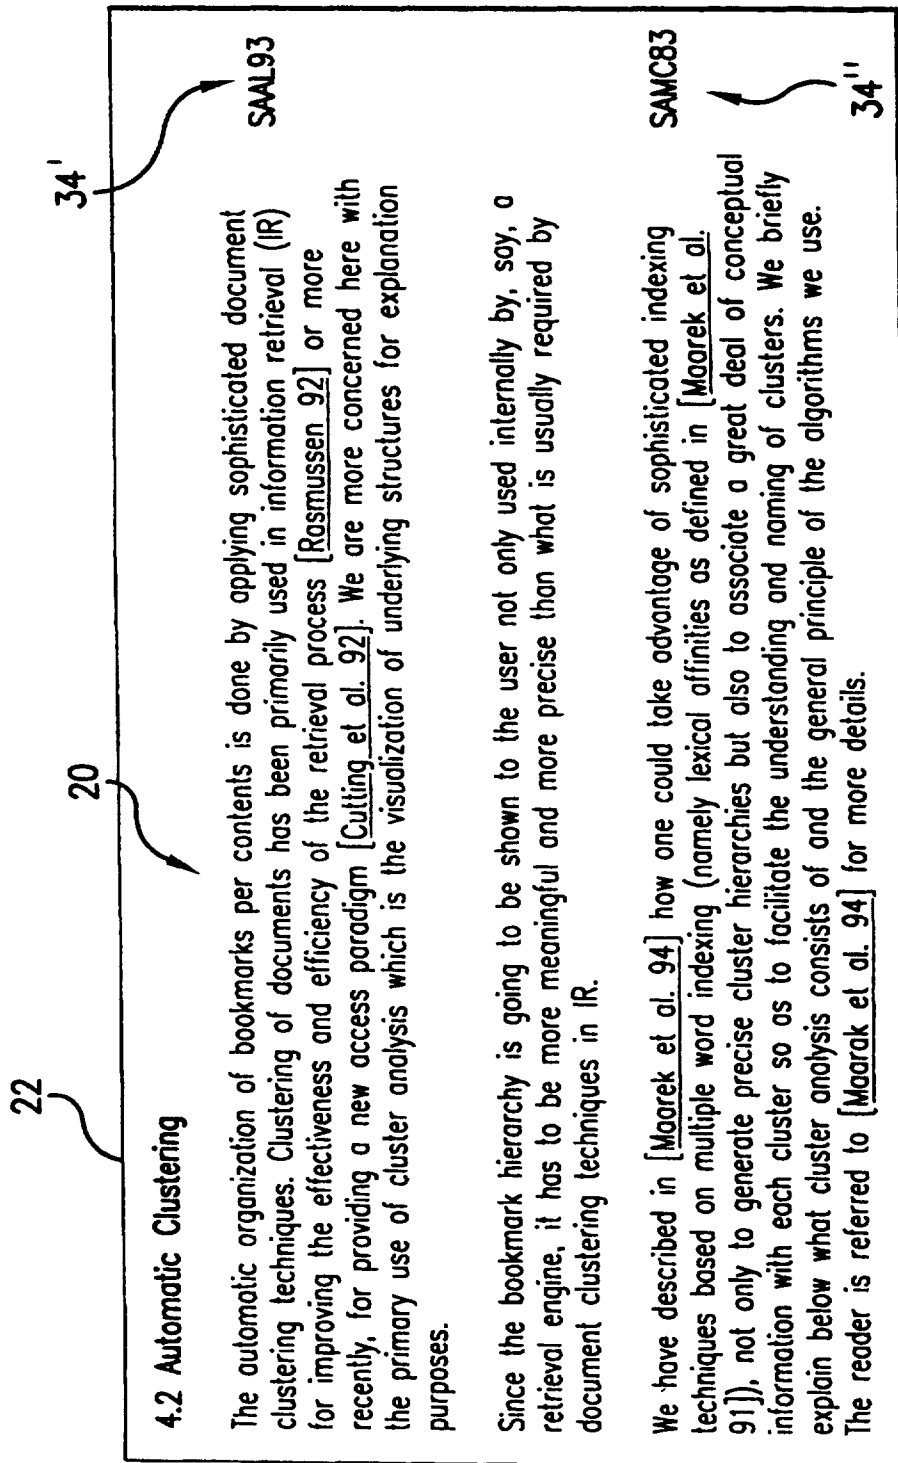 22
20
34'
4.2 Automatic Clustering
SAAL93
The automatic organization of bookmarks per contents is done by applying sophisticated document
clustering techniques. Clustering of documents has been primarily used in information retrieval (IR)
for improving the effectiveness and efficiency of the retrieval process [Rasmussen 92] or more
recently, for providing a new access paradigm [Cutting et al. 92]. We are more concerned here with
the primary use of cluster analysis which is the visualization of underlying structures for explanation
purposes.
Since the bookmark hierarchy is going to be shown to the user not only used internally by, say, a
retrieval engine, it has to be more meaningful and more precise than what is usually required by
document clustering techniques in IR.
SAMC83
We have described in [Maarek et al. 94] how one could take advantage of sophisticated indexing
techniques based on multiple word indexing (namely lexical affinities as defined in [Maarek et al.
91]), not only to generate precise cluster hierarchies but also to associate a great deal of conceptual
information with each cluster so as to facilitate the understanding and naming of clusters. We briefly
explain below what cluster analysis consists of and the general principle of the algorithms we use.
The reader is referred to [Maarak et al. 94] for more details.
34''